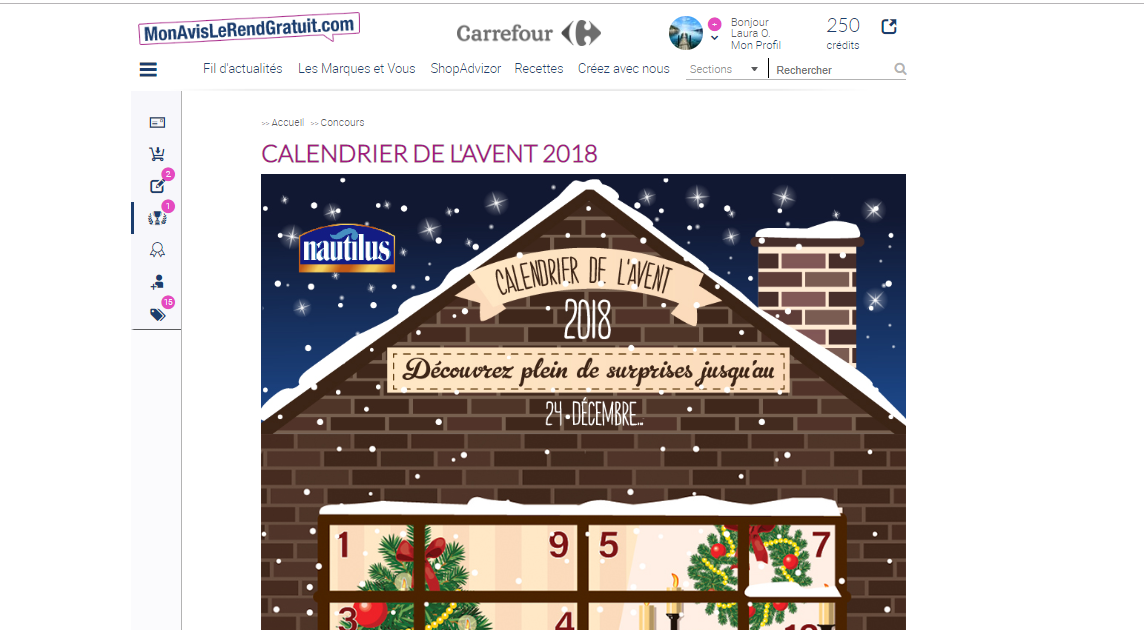 MonAvisLeRendGratuit.com
Carrefour
Bonjour
Laura O.
Mon Profil
250
crédits
Fil d'actualités Les Marques et Vous ShopAdvizor Recettes Créez avec nous Sections Rechercher
>> Accueil >> Concours
CALENDRIER DE L'AVENT 2018
2
1
15
nautilus
CALENDRIER DE L'AVENT
2018
Découvrez plein de surprises jusqu'au
24 • DÉCEMBRE...
1 9 5 7
3 4